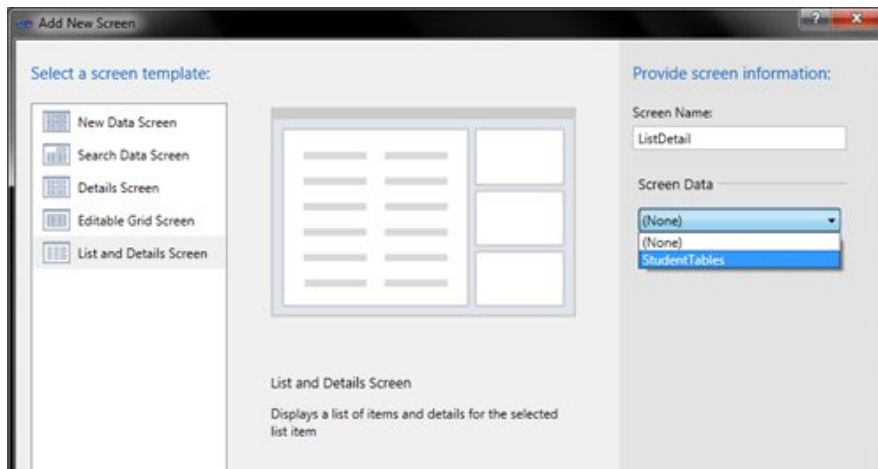 Add New Screen
Select a screen template:
New Data Screen
Search Data Screen
Details Screen
Editable Grid Screen
List and Details Screen
List and Details Screen
Displays a list of items and details for the selected
list item
Provide screen information:
Screen Name:
ListDetail
Screen Data
(None)
(None)
StudentTables